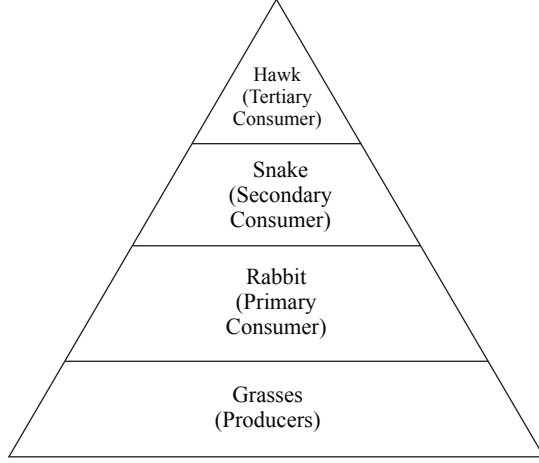 Hawk
(Tertiary
Consumer)
Snake
(Secondary
Consumer)
Rabbit
(Primary
Consumer)
Grasses
(Producers)